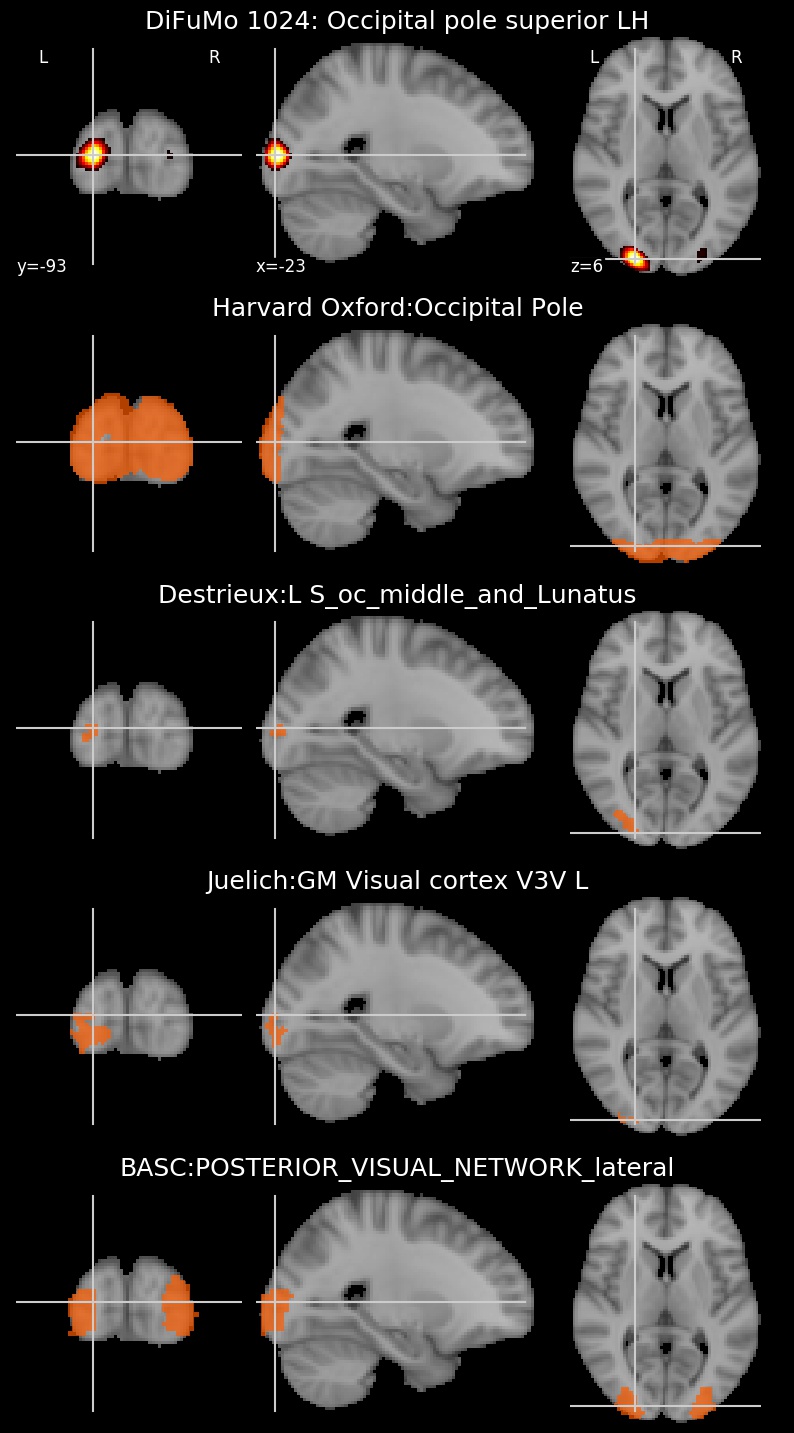 DiFuMo 1024: Occipital pole superior LH
L R L R
y=-93 x=-23 z=6
Harvard Oxford:Occipital Pole
Destrieux:L S_oc_middle_and_Lunatus
Juelich:GM Visual cortex V3V L
BASC:POSTERIOR_VISUAL_NETWORK_lateral